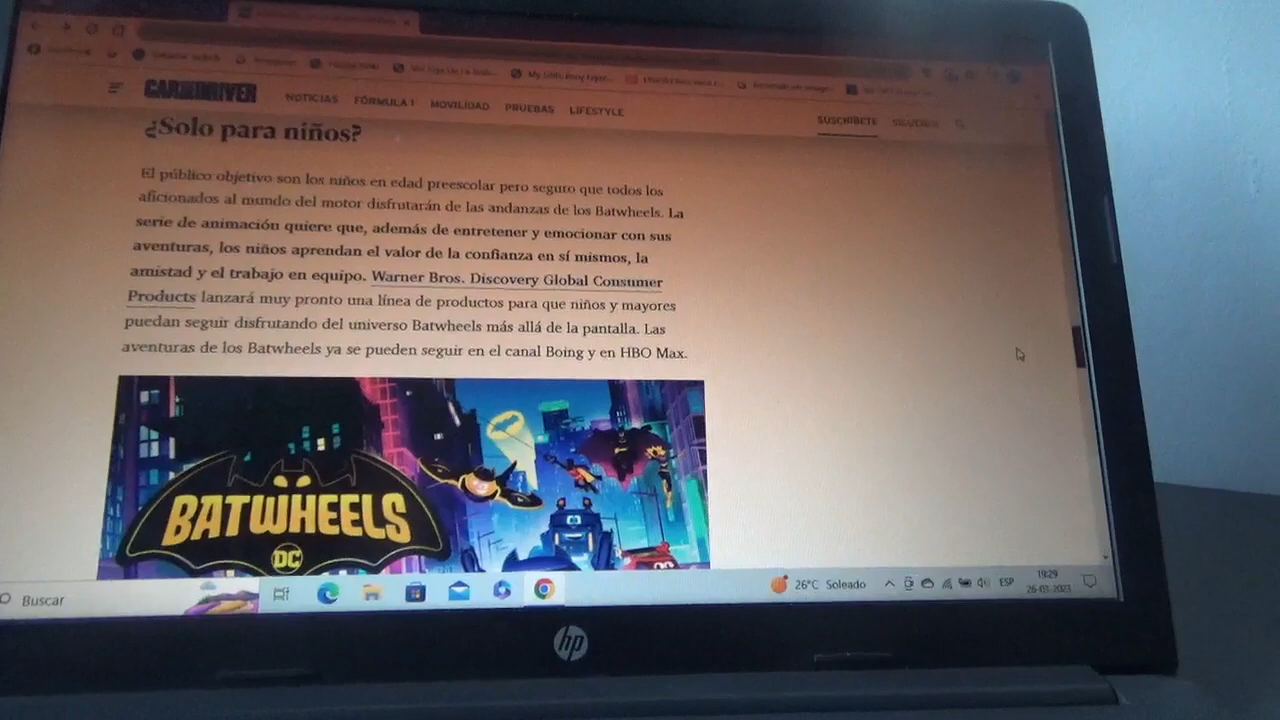 CARANDDRIVER
NOTICIAS FÓRMULA 1 MOVILIDAD PRUEBAS LIFESTYLE
SUSCRÍBETE
¿Solo para niños?
El público objetivo son los niños en edad preescolar pero seguro que todos los
aficionados al mundo del motor disfrutarán de las andanzas de los Batwheels. La
serie de animación quiere que, además de entretener y emocionar con sus
aventuras, los niños aprendan el valor de la confianza en sí mismos, la
amistad y el trabajo en equipo. Warner Bros. Discovery Global Consumer
Products lanzará muy pronto una línea de productos para que niños y mayores
puedan seguir disfrutando del universo Batwheels más allá de la pantalla. Las
aventuras de los Batwheels ya se pueden seguir en el canal Boing y en HBO Max.
BATWHEELS
DC
Buscar
26°C Soleado
ESP
19:29
26-03-2023
hp